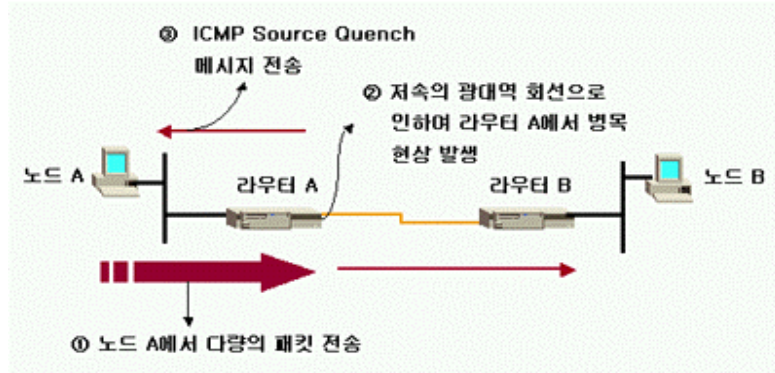 ③ ICMP Source Quench
메시지 전송
② 저속의 광대역 회선으로
인하여 라우터 A에서 병목
현상 발생
노드 A
라우터 A
라우터 B
노드 B
① 노드 A에서 다량의 패킷 전송